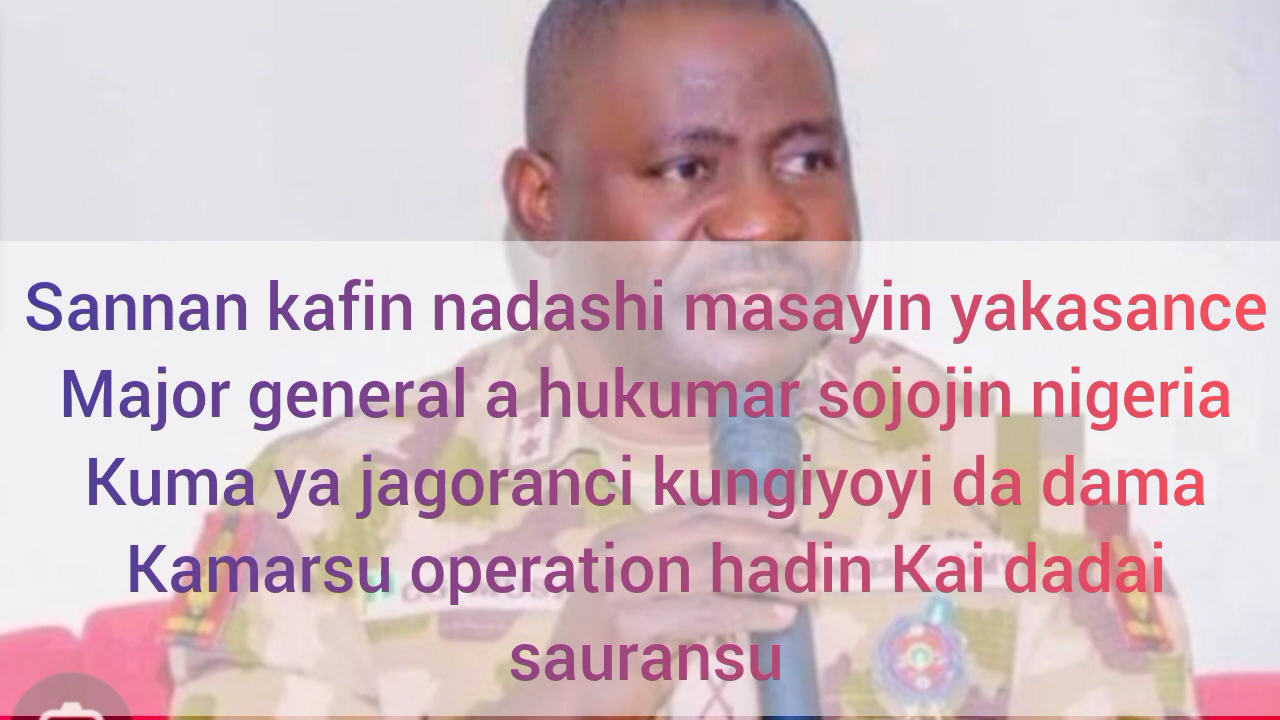 Sannan kafin nadashi masayin yakasance
Major general a hukumar sojojin nigeria
Kuma ya jagoranci kungiyoyi da dama
Kamarsu operation hadin Kai dadai
sauransu